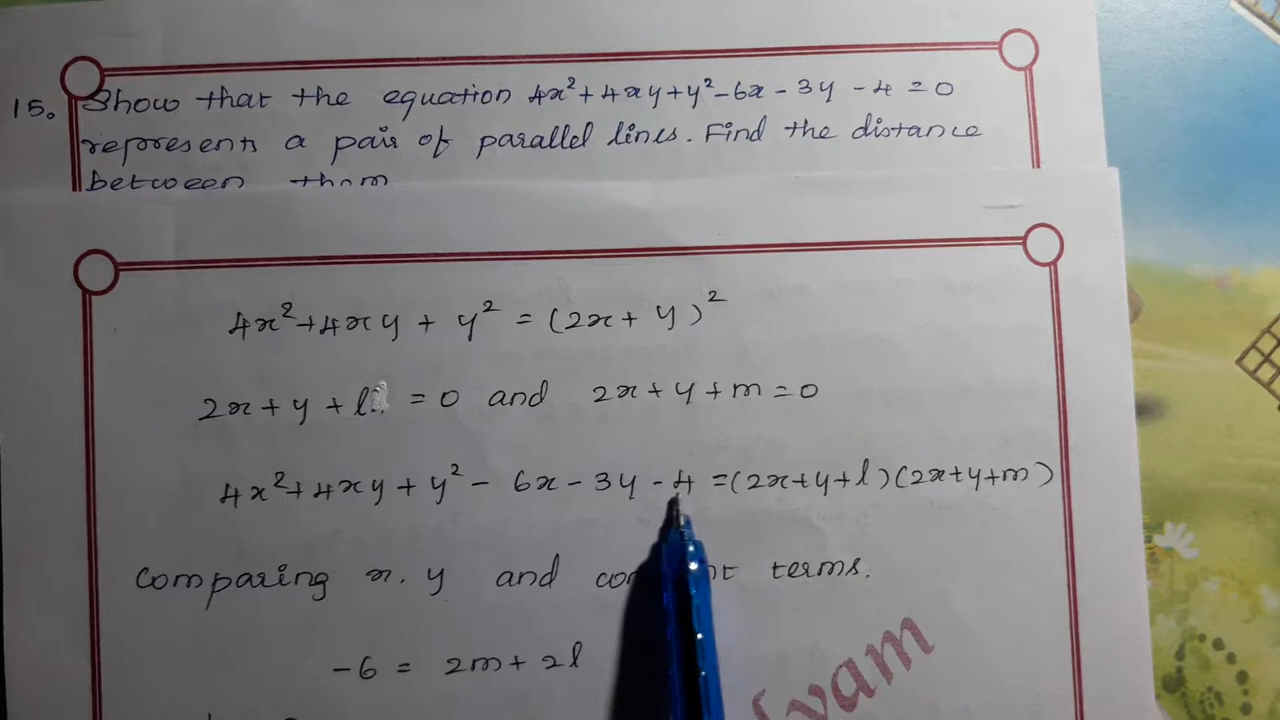 15. Show that the equation 4x²+4xy+y²-6x-3y-4=0
represents a pair of parallel lines. Find the distance
between them
4x²+4xy+y²=(2x+y)²
2x+y+l=0 and 2x+y+m=0
4x²+4xy+y²-6x-3y-4=(2x+y+l)(2x+y+m)
comparing x. y and terms.
-6=2m+2l